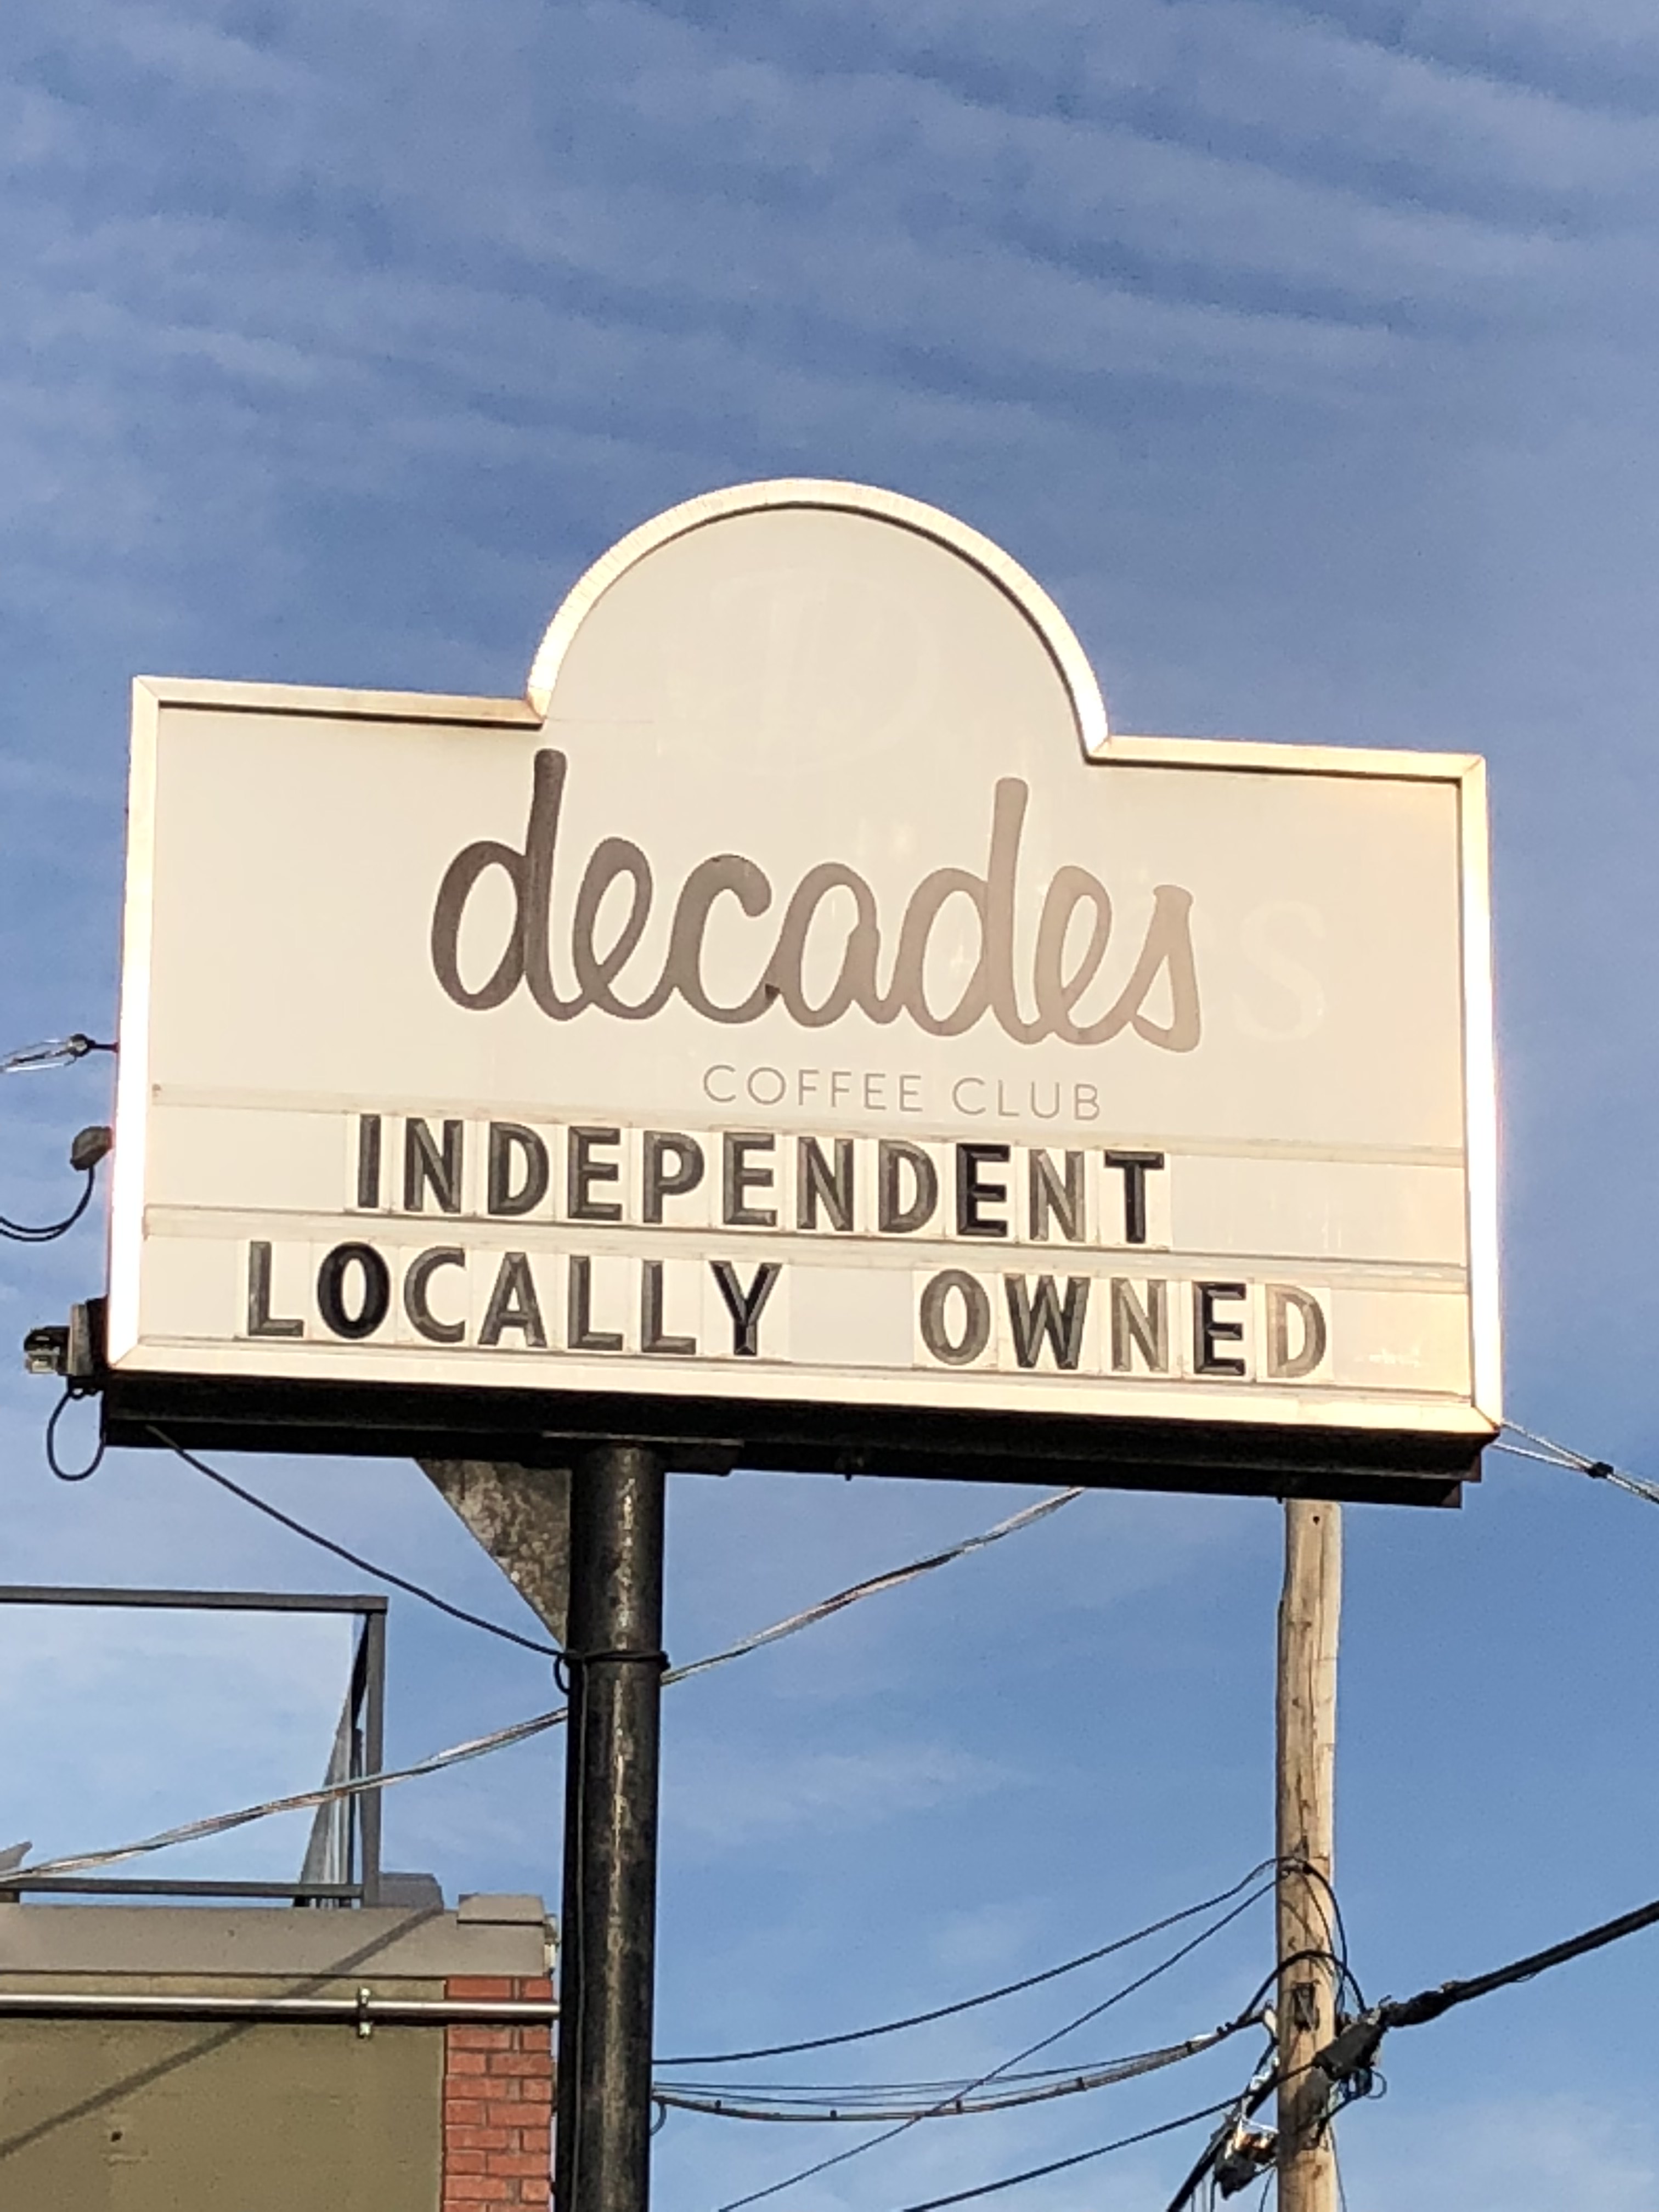 decades
COFFEE CLUB
INDEPENDENT
LOCALLY OWNED